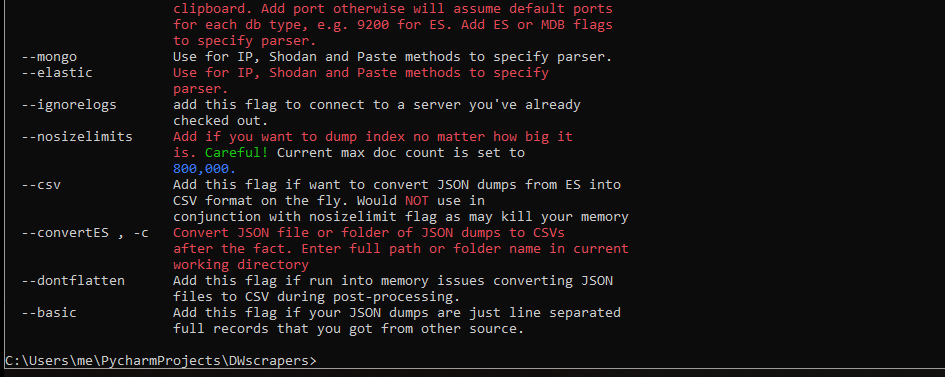 clipboard. Add port otherwise will assume default ports
for each db type, e.g. 9200 for ES. Add ES or MDB flags
to specify parser.
--mongo Use for IP, Shodan and Paste methods to specify parser.
--elastic Use for IP, Shodan and Paste methods to specify
parser.
--ignorelogs add this flag to connect to a server you've already
checked out.
--nosizelimits Add if you want to dump index no matter how big it
is. Careful! Current max doc count is set to
800,000.
--csv Add this flag if want to convert JSON dumps from ES into
CSV format on the fly. Would NOT use in
conjunction with nosizelimit flag as may kill your memory
--convertES , -c Convert JSON file or folder of JSON dumps to CSVs
after the fact. Enter full path or folder name in current
working directory
--dontflatten Add this flag if run into memory issues converting JSON
files to CSV during post-processing.
--basic Add this flag if your JSON dumps are just line separated
full records that you got from other source.
C:\Users\me\PycharmProjects\DWscrapers>